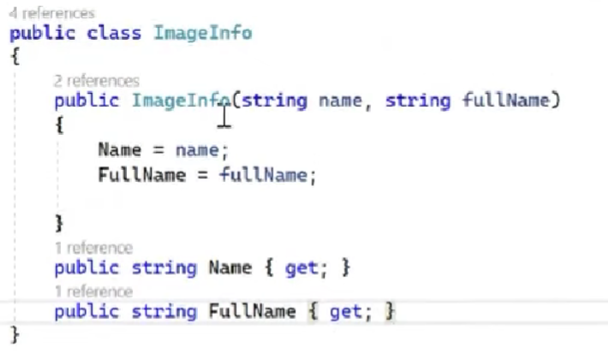 4 references
public class ImageInfo
{
2 references
public ImageInfo(string name, string fullName)
{
Name = name;
FullName = fullName;
}
1 reference
public string Name { get; }
1 reference
public string FullName { get; }
}